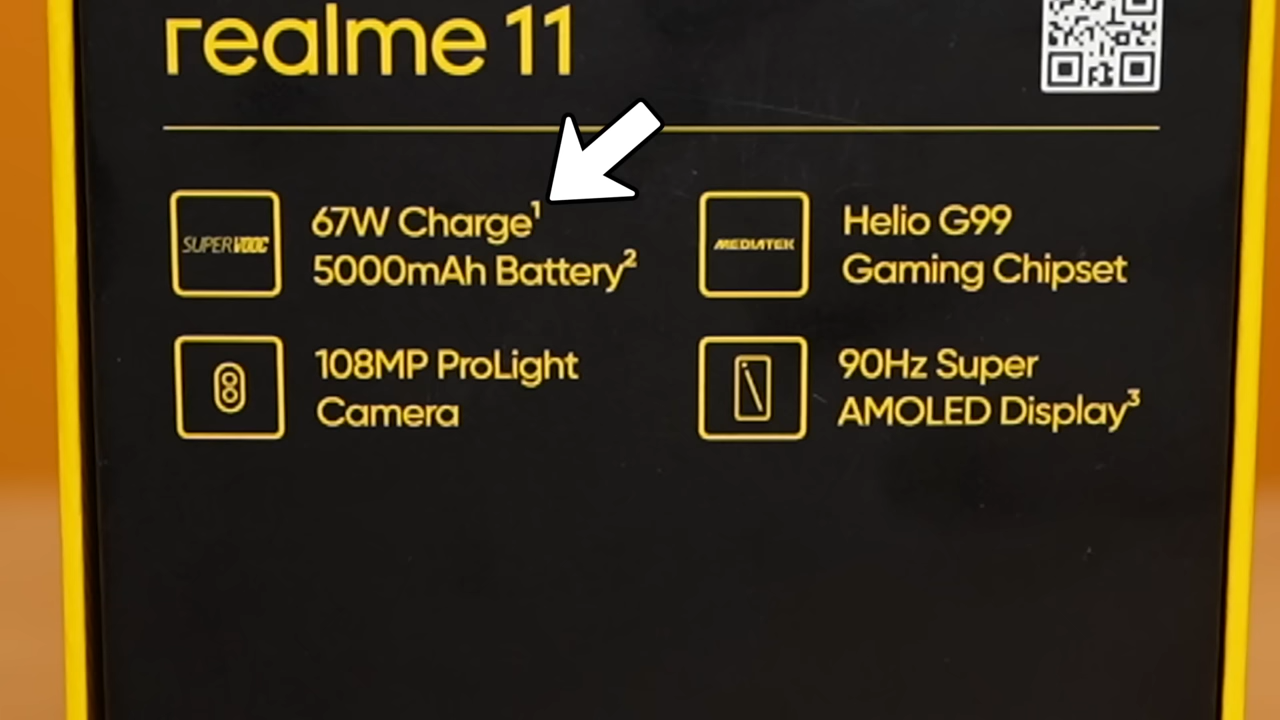 realme 11
SUPERVOOC
67W Charge¹
5000mAh Battery²
MEDIATEK
Helio G99
Gaming Chipset
108MP ProLight
Camera
90Hz Super
AMOLED Display³